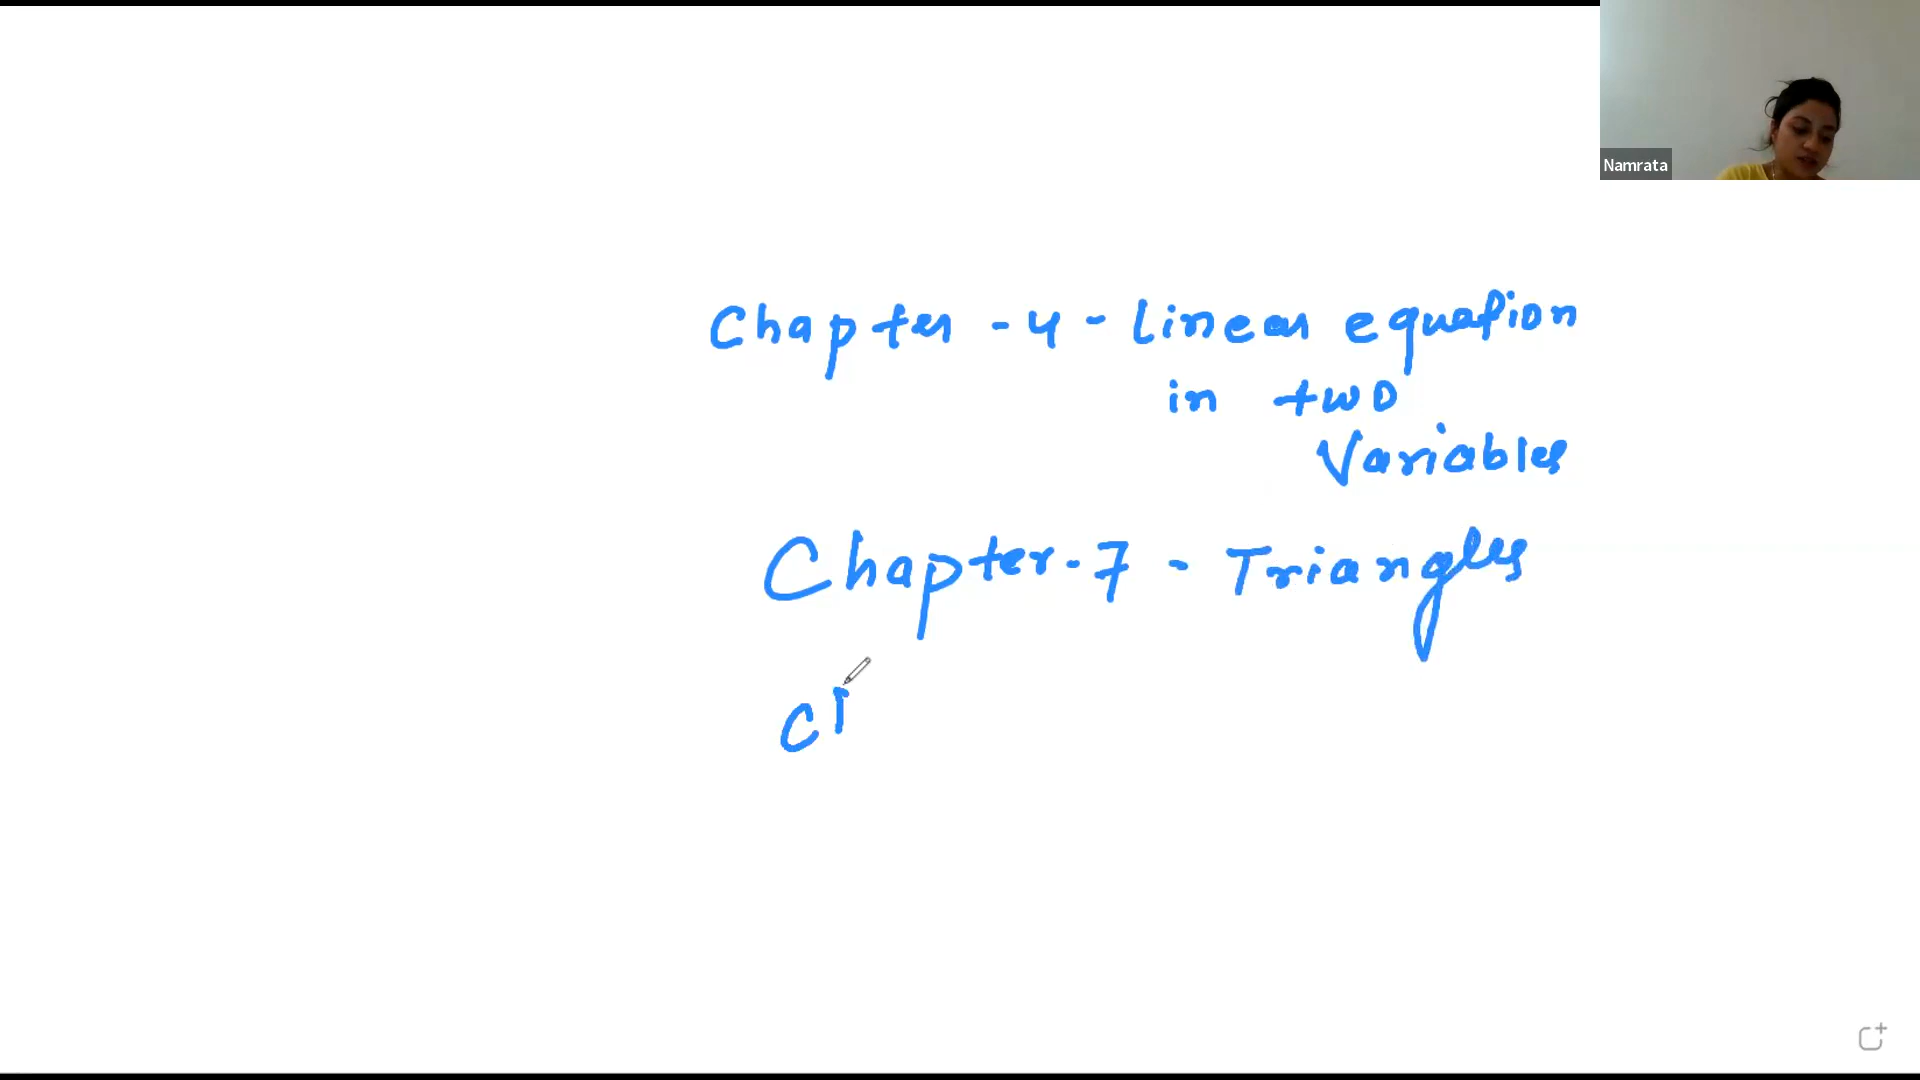 Namrata
Chapter - 4 - Linear equation
in two
Variables
Chapter - 7 - Triangles